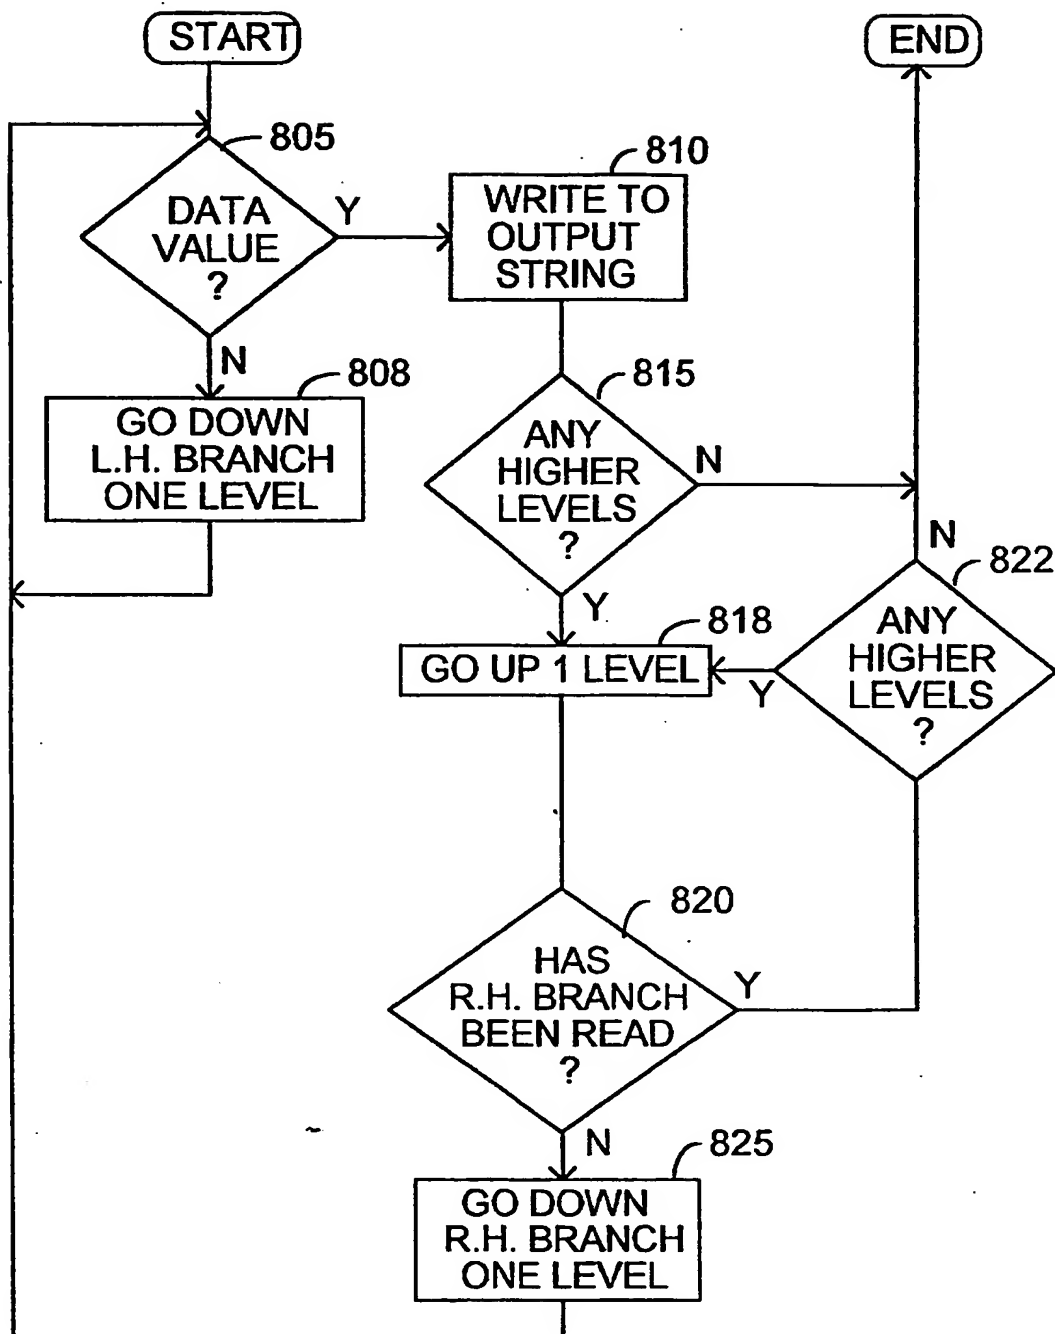 START
END
805
DATA
VALUE
?
Y
810
WRITE TO
OUTPUT
STRING
N
808
GO DOWN
L.H. BRANCH
ONE LEVEL
815
ANY
HIGHER
LEVELS
?
N
Y
N
822
ANY
HIGHER
LEVELS
?
Y
818
GO UP 1 LEVEL
820
HAS
R.H. BRANCH
BEEN READ
?
Y
N
825
GO DOWN
R.H. BRANCH
ONE LEVEL